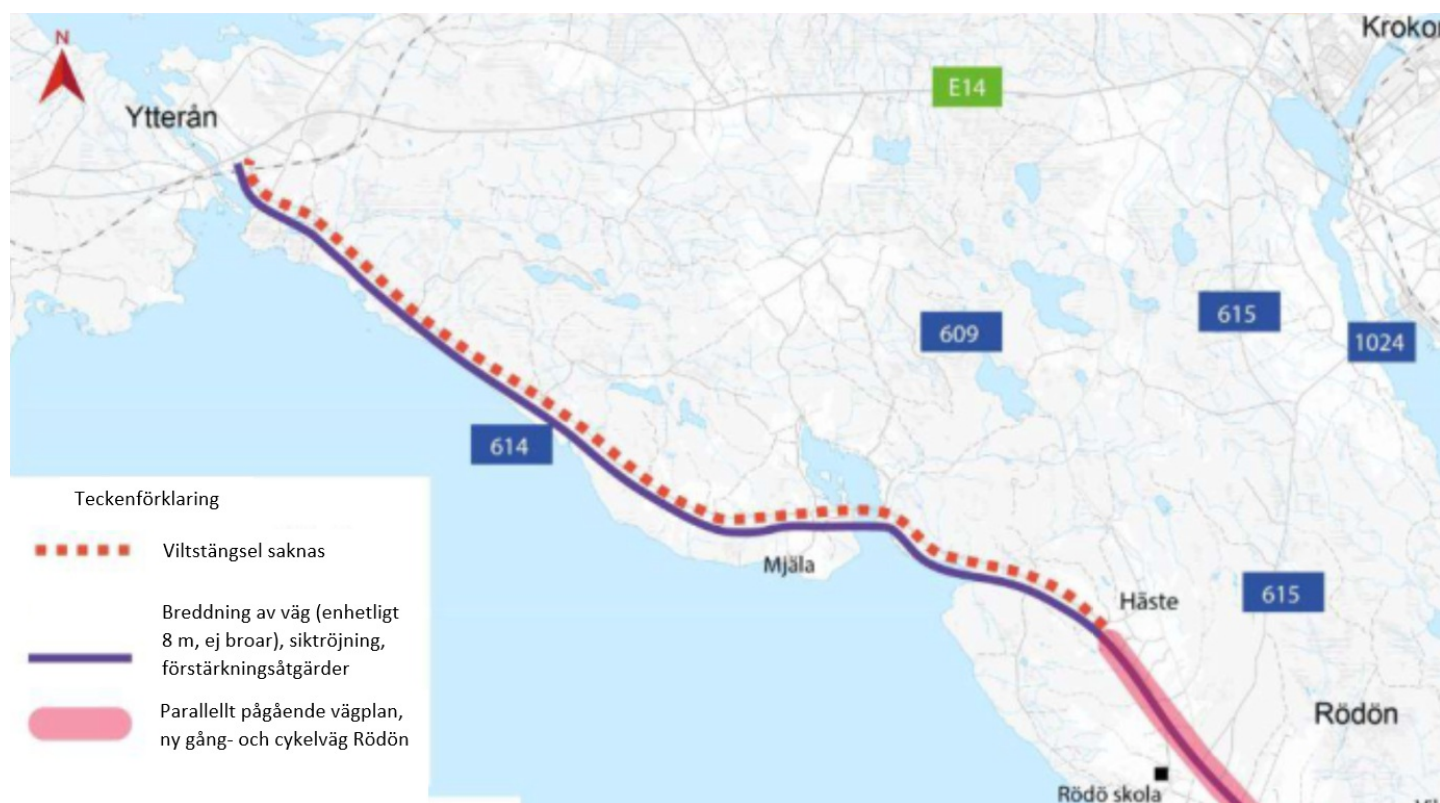 Krokor
N
E14
Ytterån
615
609
1024
614
Teckenförklaring
Viltstängsel saknas
Mjäla
615
Häste
Breddning av väg (enhetligt
8 m, ej broar), siktröjning,
förstärkningsåtgärder
Parallellt pågående vägplan,
ny gång- och cykelväg Rödön
Rödön
Rödö skola